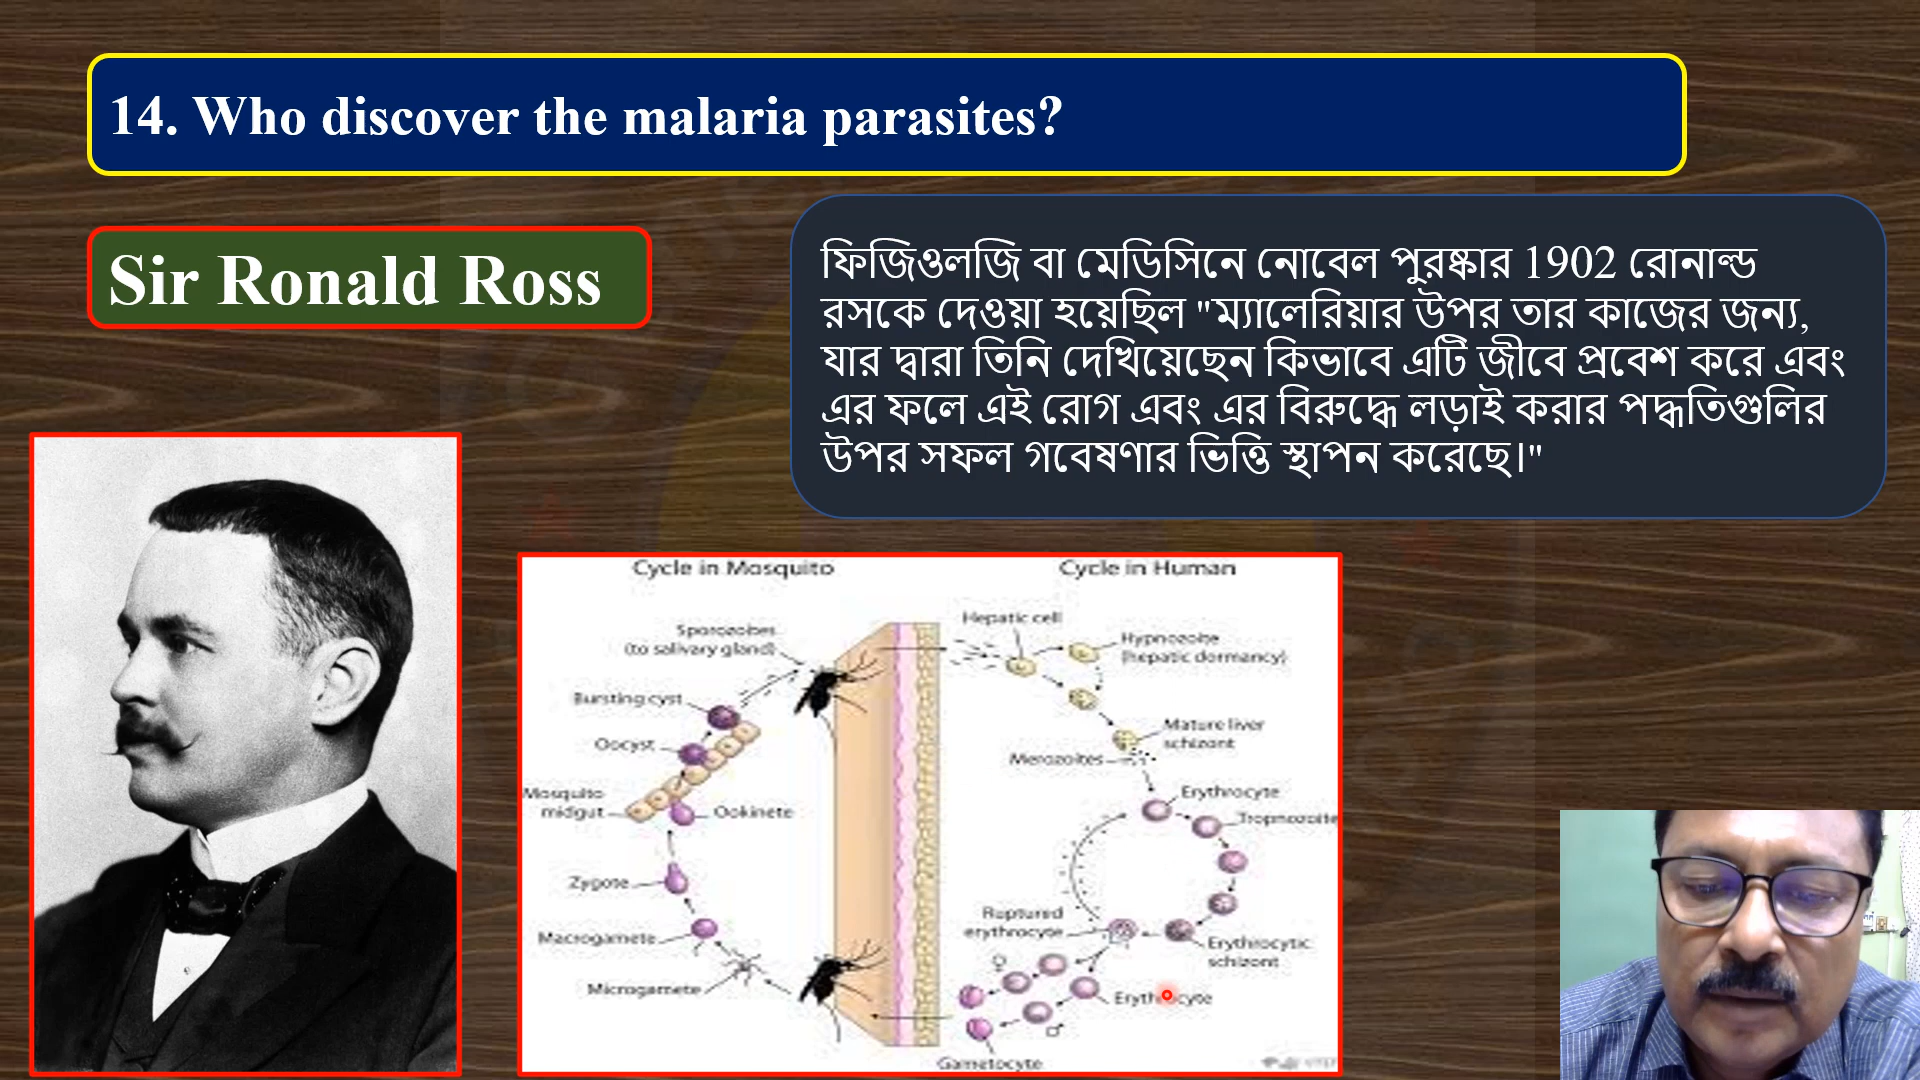 14. Who discover the malaria parasites?
Sir Ronald Ross
ফিজিওলজি বা মেডিসিনে নোবেল পুরষ্কার 1902 রোনাল্ড
রসকে দেওয়া হয়েছিল "ম্যালেরিয়ার উপর তার কাজের জন্য,
যার দ্বারা তিনি দেখিয়েছেন কিভাবে এটি জীবে প্রবেশ করে এবং
এর ফলে এই রোগ এবং এর বিরুদ্ধে লড়াই করার পদ্ধতিগুলির
উপর সফল গবেষণার ভিত্তি স্থাপন করেছে।"
Cycle in Mosquito
Sporozoites
(to salivary gland)
Bursting cyst
Oocyst
Mosquito
midgut
Ookinete
Zygote
Macrogamete
Microgamete
Cycle in Human
Hepatic cell
Hypnozoite
(hepatic dormancy)
Mature liver
schizont
Merozoites
Erythrocyte
Tropnozoite
Ruptured
erythrocyte
Erythrocytic
schizont
Gametocyte